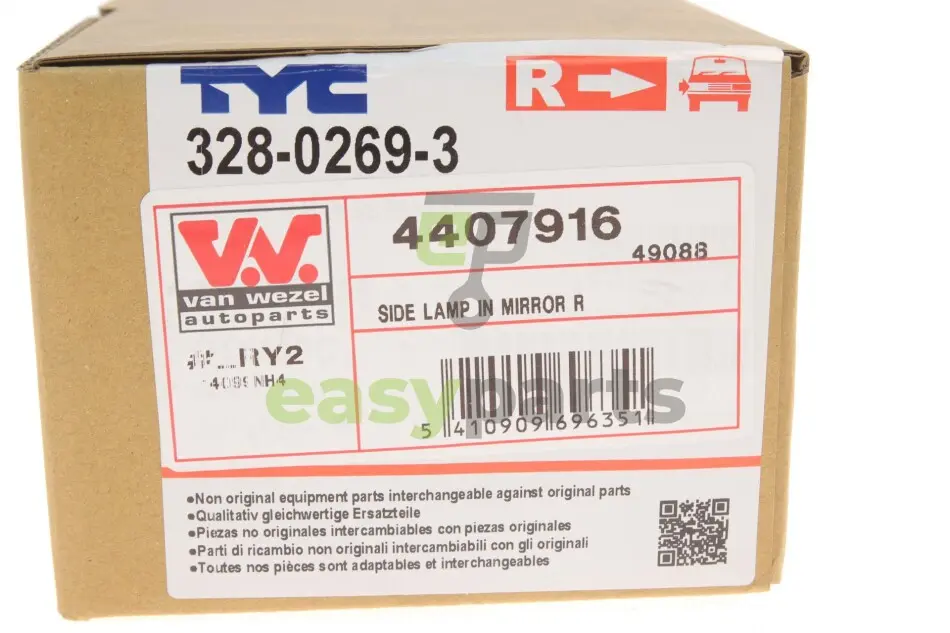 TYC
R
328-0269-3
V.W.
van wezel
autoparts
4407916
49088
SIDE LAMP IN MIRROR R
RY2
NH4
easyparts
5 410909 696351
•Non original equipment parts interchangeable against original parts
•Qualitativ gleichwertige Ersatzteile
•Piezas no originales intercambiables con piezas originales
•Parti di ricambio non originali intercambiabili con gli originali
•Toutes nos pièces sont adaptables et interchangeables